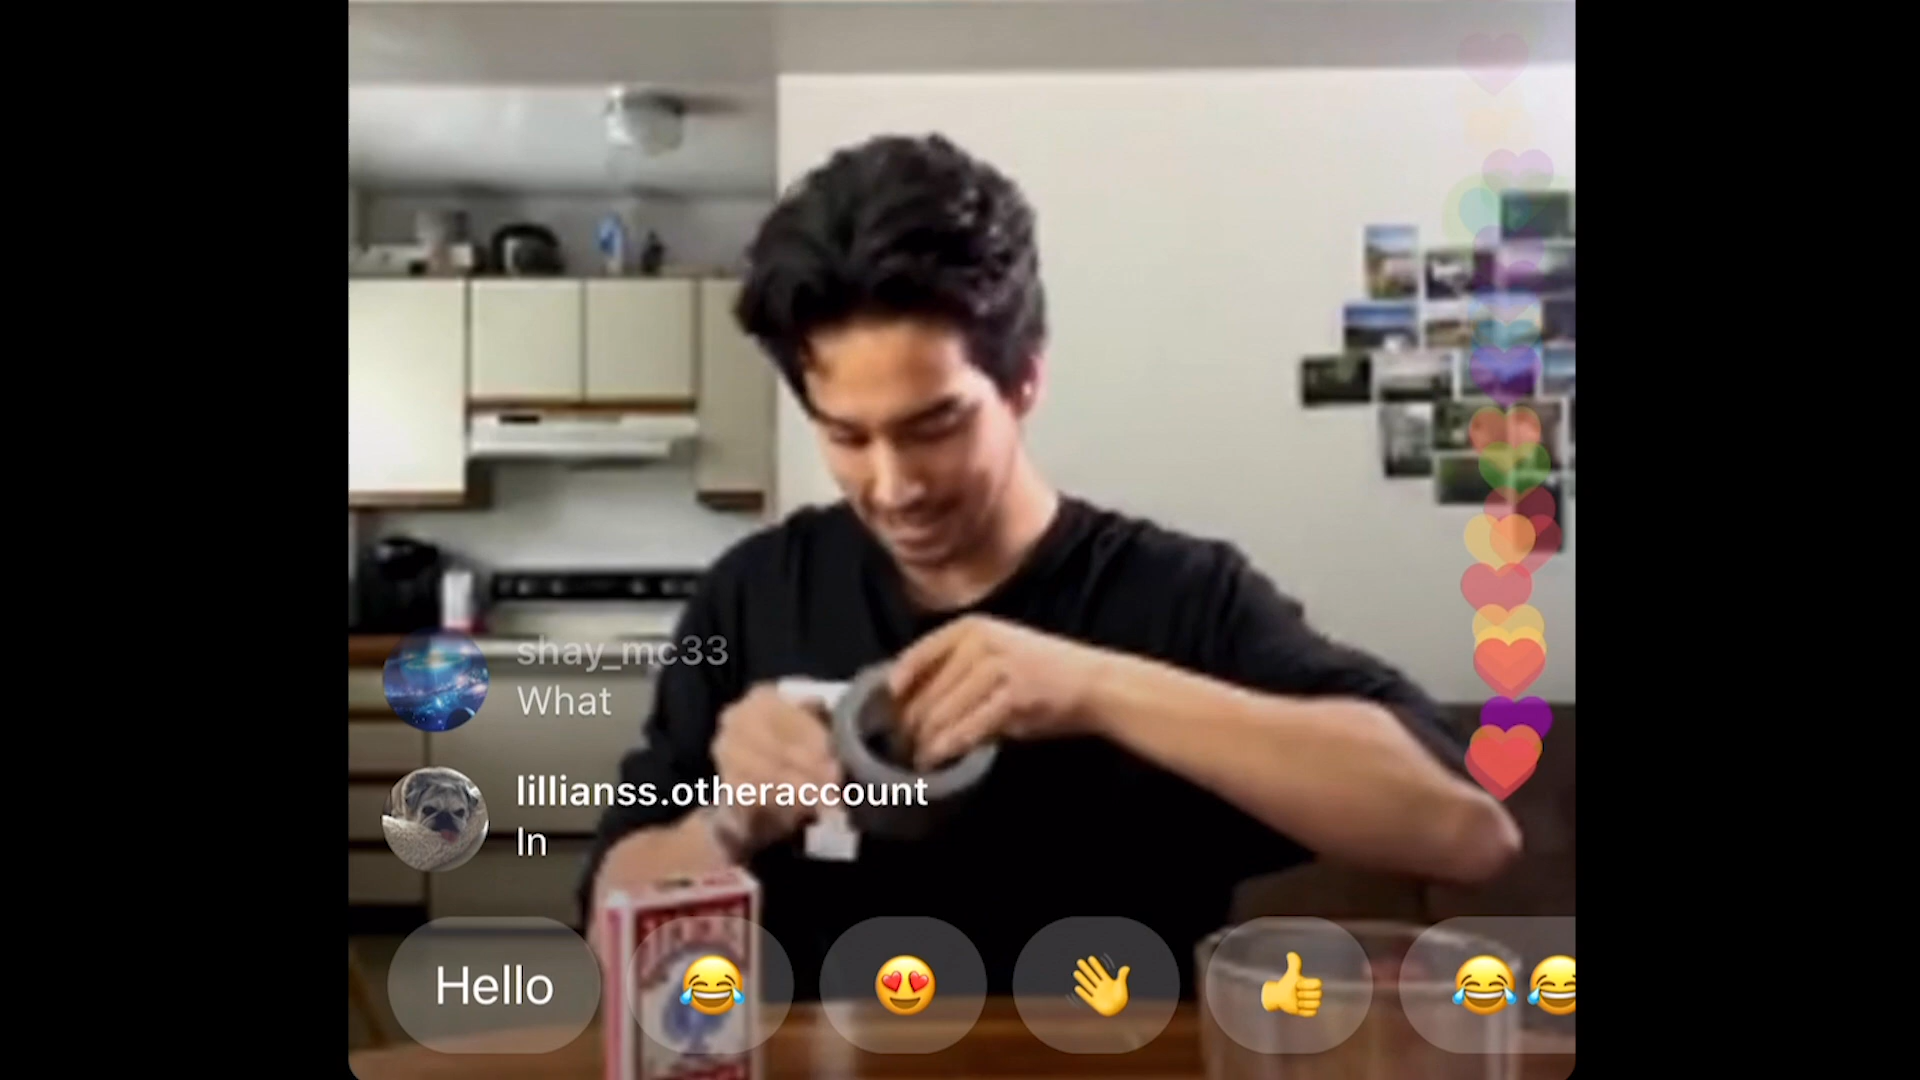 shay_mc33
What
lillianss.otheraccount
In
Hello